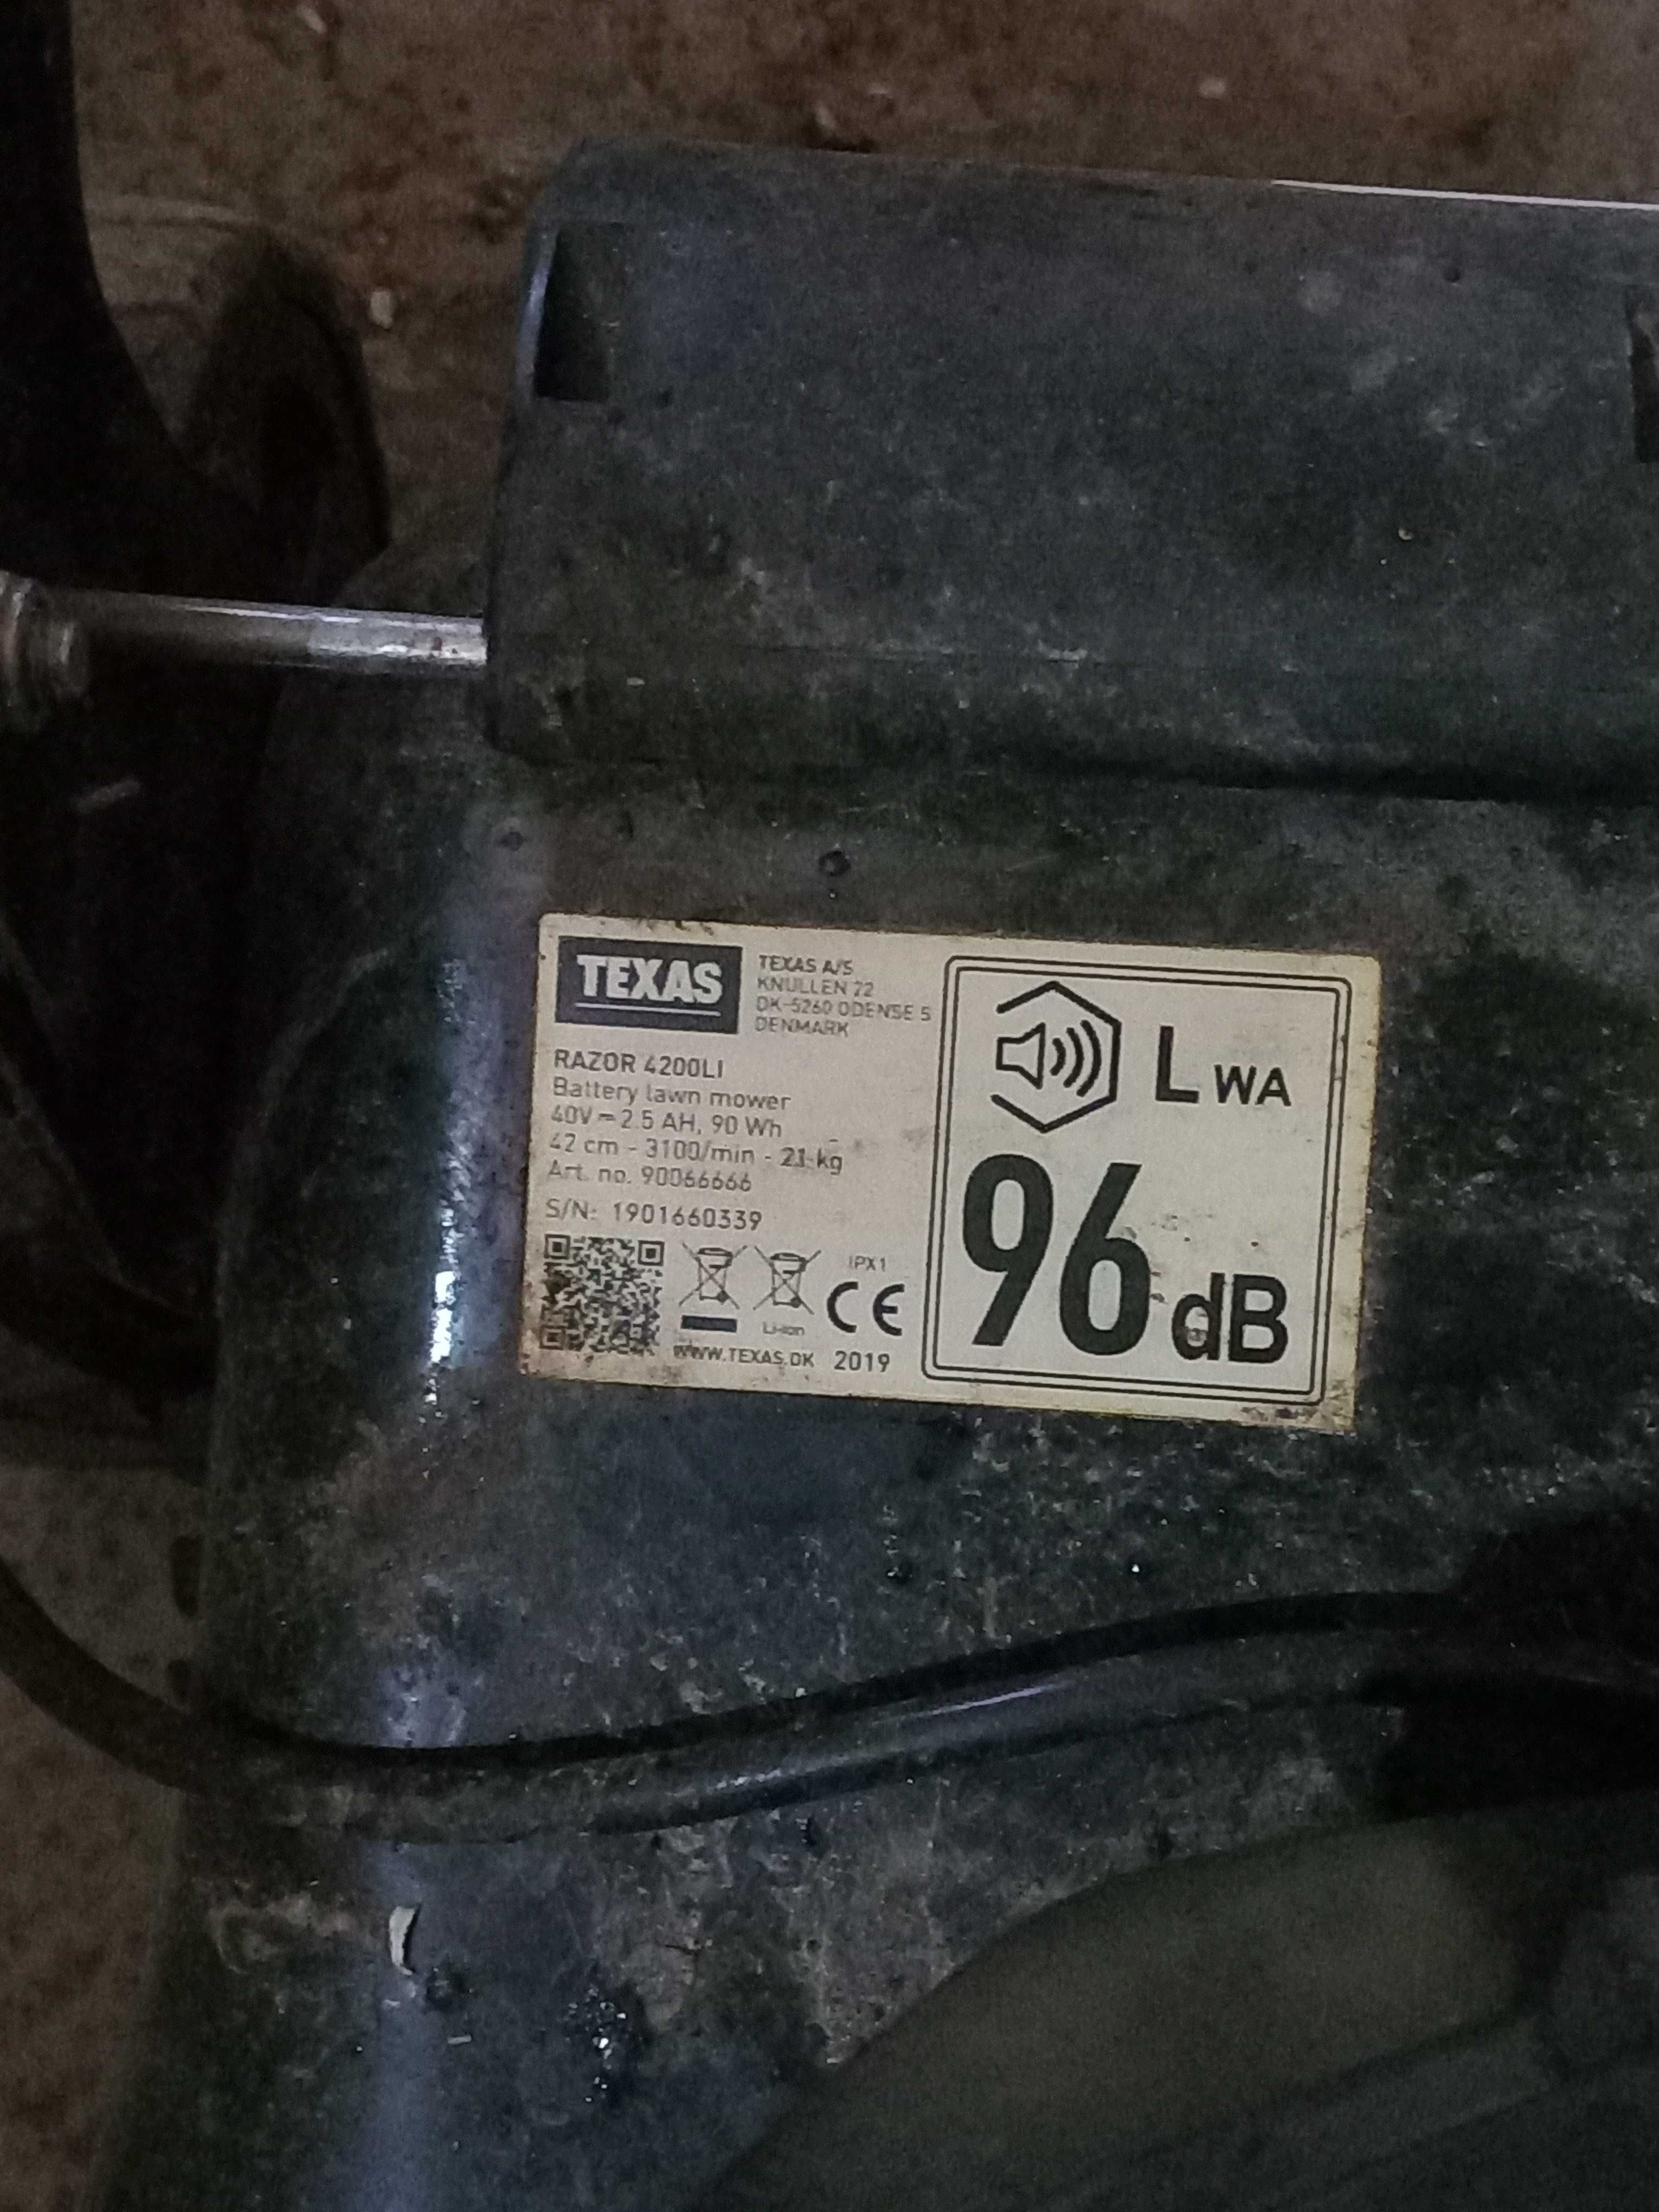 TEXAS
TEXAS A/S
KNULLEN 22
DK-5260 ODENSE S
DENMARK
RAZOR 4200LI
Battery lawn mower
40V ⎓ 2.5 AH, 90 Wh
42 cm - 3100/min - 21 kg
Art. no. 90066666
S/N: 1901660339
IPX1
Li-ion
CE
WWW.TEXAS.DK 2019
LWA
96 dB